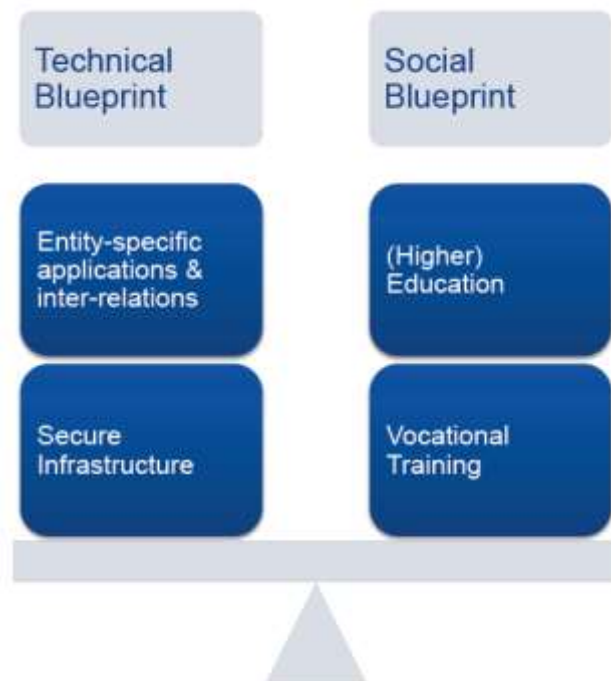 Technical
Blueprint
Social
Blueprint
Entity-specific
applications &
inter-relations
(Higher)
Education
Secure
Infrastructure
Vocational
Training